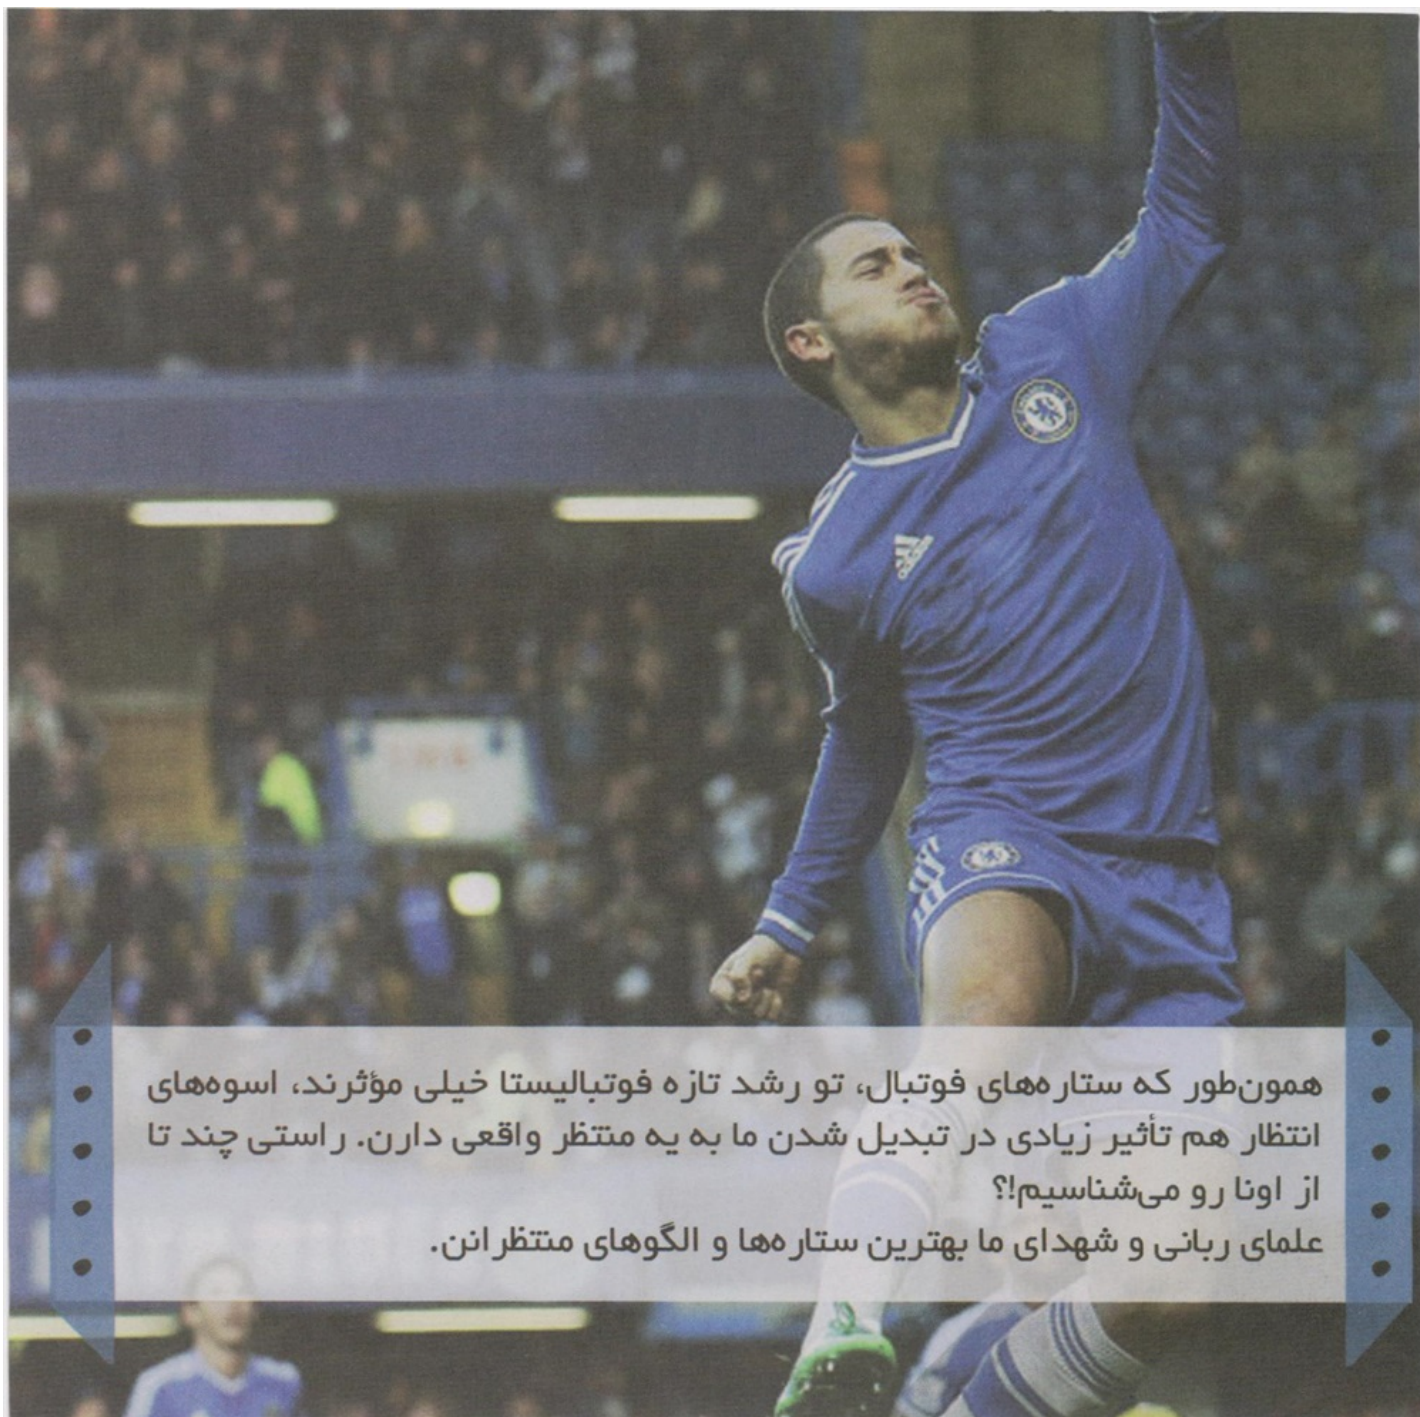 همون‌طور که ستاره‌های فوتبال، تو رشد تازه فوتبالیستا خیلی مؤثرند، اسوه‌های
انتظار هم تأثیر زیادی در تبدیل شدن ما به یه منتظر واقعی دارن. راستی چند تا
از اونا رو می‌شناسیم!؟
علمای ربانی و شهدای ما بهترین ستاره‌ها و الگوهای منتظرانن.
adidas